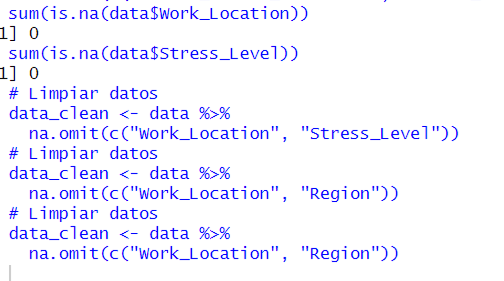 sum(is.na(data$Work_Location))
1] 0
sum(is.na(data$Stress_Level))
1] 0
# Limpiar datos
data_clean <- data %>%
  na.omit(c("Work_Location", "Stress_Level"))
# Limpiar datos
data_clean <- data %>%
  na.omit(c("Work_Location", "Region"))
# Limpiar datos
data_clean <- data %>%
  na.omit(c("Work_Location", "Region"))